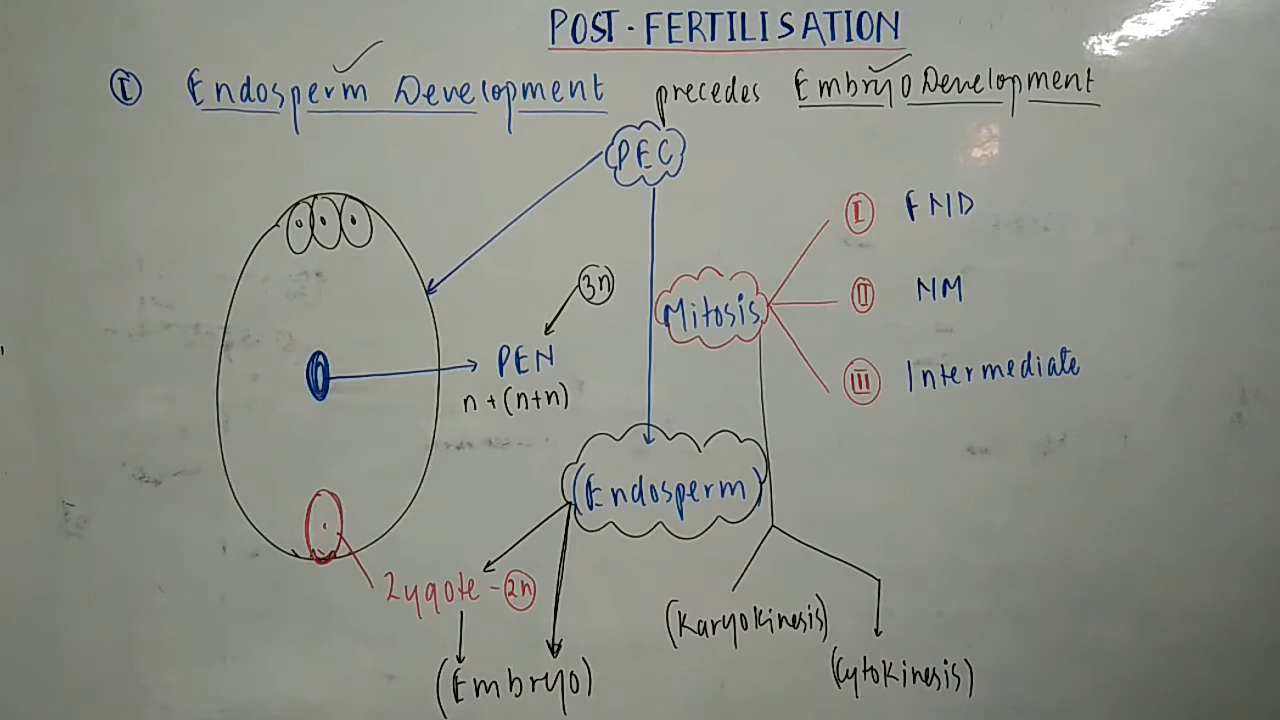 POST-FERTILISATION
I Endosperm Development precedes Embryo Development
PEC
I FND
3n
II NM
Mitosis
PEN
n + (n+n)
III Intermediate
(Endosperm)
Zygote - 2n
(Karyokinesis)
(Cytokinesis)
(Embryo)